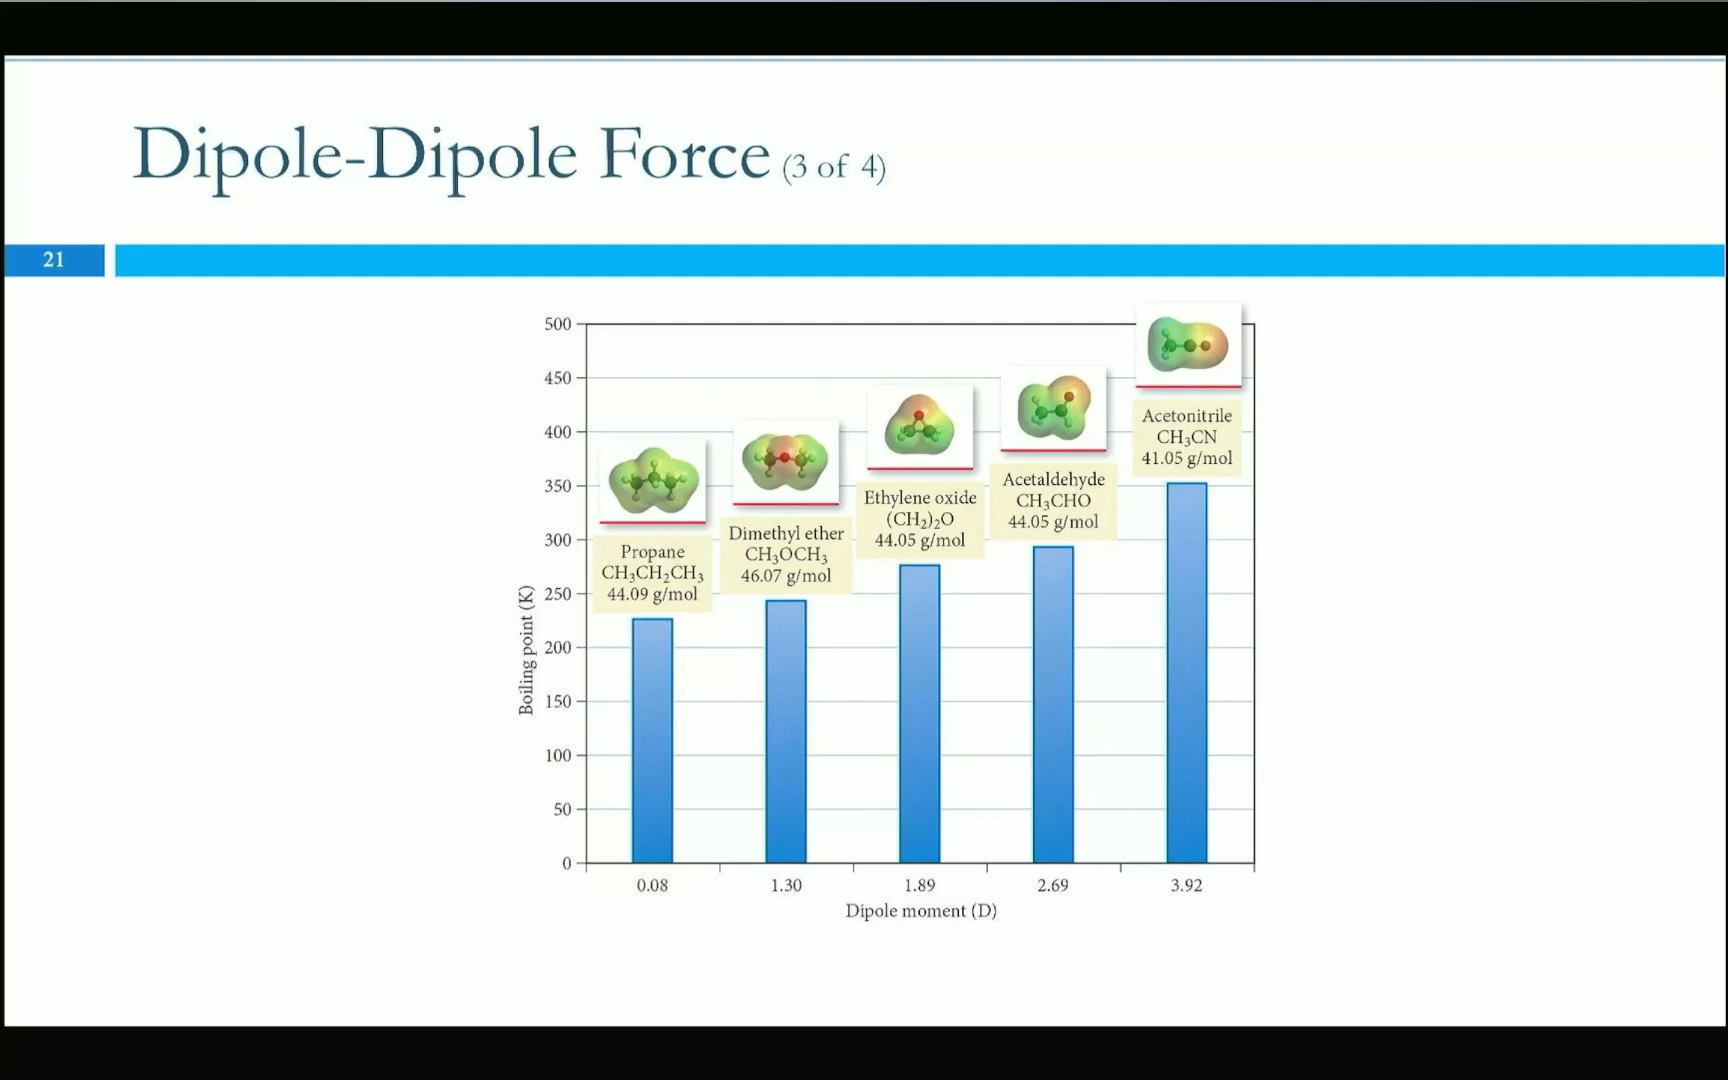 Dipole-Dipole Force (3 of 4)
21
500
450
400
350
300
250
200
150
100
50
0
Boiling point (K)
Propane
CH₃CH₂CH₃
44.09 g/mol
Dimethyl ether
CH₃OCH₃
46.07 g/mol
Ethylene oxide
(CH₂)₂O
44.05 g/mol
Acetaldehyde
CH₃CHO
44.05 g/mol
Acetonitrile
CH₃CN
41.05 g/mol
0.08
1.30
1.89
2.69
3.92
Dipole moment (D)